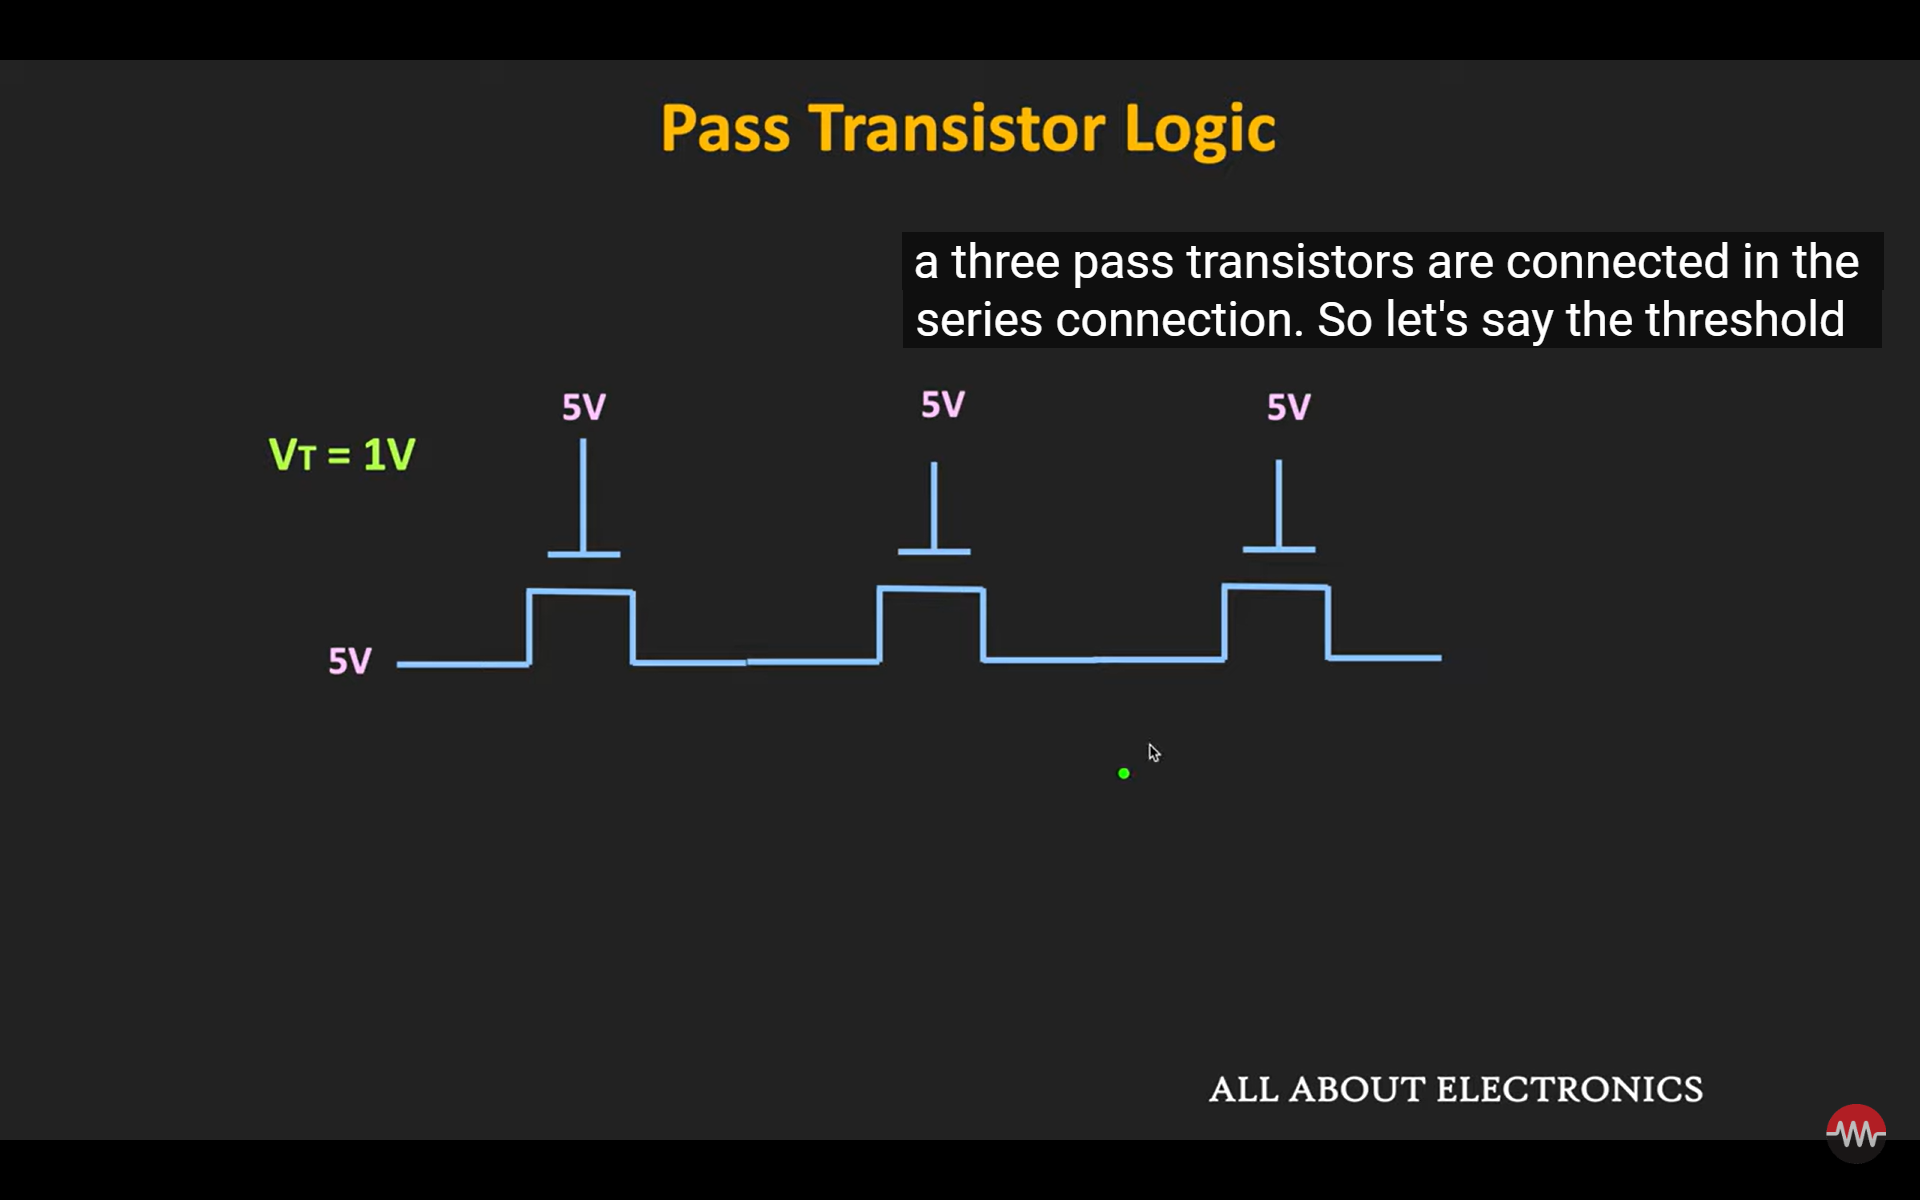 Pass Transistor Logic
a three pass transistors are connected in the
series connection. So let's say the threshold
5V 5V 5V
VT = 1V
5V
ALL ABOUT ELECTRONICS